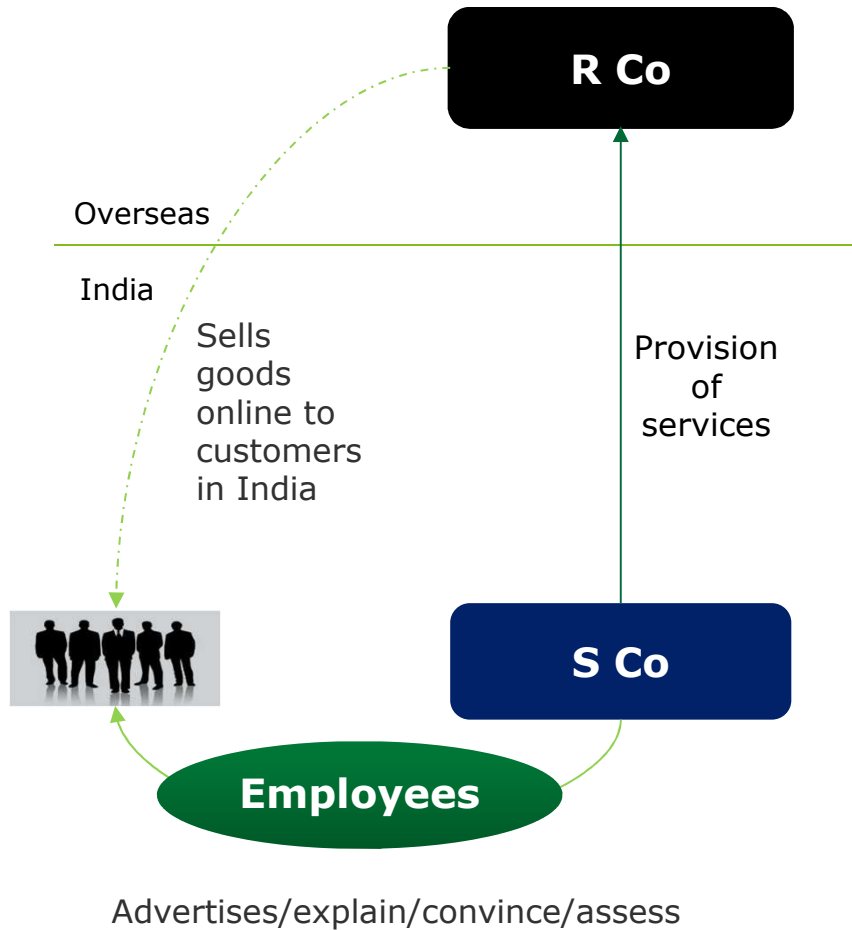 R Co
Overseas
India
Sells
goods
online to
customers
in India
Provision
of
services
S Co
Employees
Advertises/explain/convince/assess